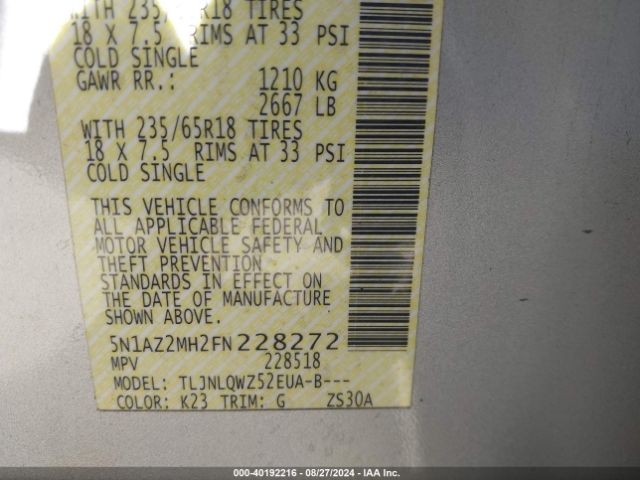 WITH 235/ R18 TIRES
18 X 7.5 RIMS AT 33 PSI
COLD SINGLE
GAWR RR.: 1210 KG
2667 LB
WITH 235/65R18 TIRES
18 X 7.5 RIMS AT 33 PSI
COLD SINGLE
THIS VEHICLE CONFORMS TO
ALL APPLICABLE FEDERAL
MOTOR VEHICLE SAFETY AND
THEFT PREVENTION
STANDARDS IN EFFECT ON
THE DATE OF MANUFACTURE
SHOWN ABOVE.
5N1AZ2MH2FN228272
MPV 228518
MODEL: TLJNLQWZ52EUA-B---
COLOR: K23 TRIM: G ZS30A
000-40192216 - 08/27/2024 - IAA Inc.